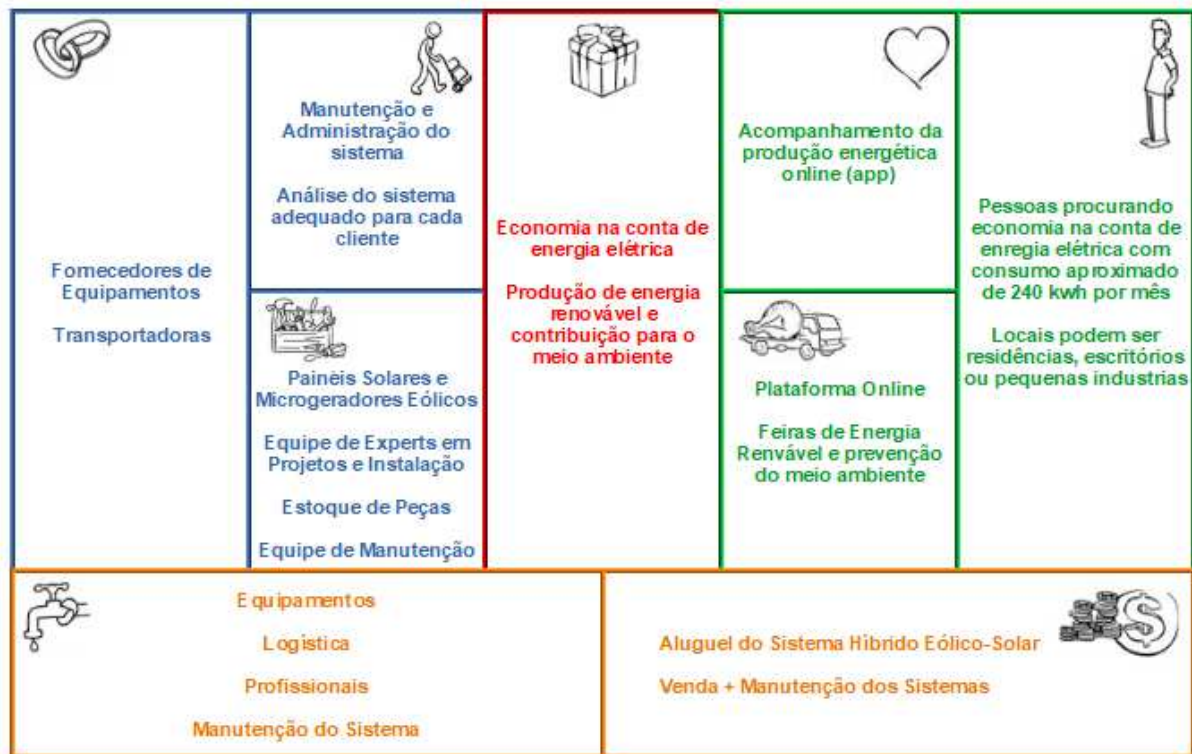 Fornecedores de
Equipamentos
Transportadoras
Manutenção e
Administração do
sistema
Análise do sistema
adequado para cada
cliente
Painéis Solares e
Microgeradores Eólicos
Equipe de Experts em
Projetos e Instalação
Estoque de Peças
Equipe de Manutenção
Economia na conta de
energia elétrica
Produção de energia
renovável e
contribuição para o
meio ambiente
Acompanhamento da
produção energética
online (app)
Plataforma Online
Feiras de Energia
Renvável e prevenção
do meio ambiente
Pessoas procurando
economia na conta de
enregia elétrica com
consumo aproximado
de 240 kwh por mês
Locais podem ser
residências, escritórios
ou pequenas industrias
Equipamentos
Logística
Profissionais
Manutenção do Sistema
$
Aluguel do Sistema Híbrido Eólico-Solar
Venda + Manutenção dos Sistemas